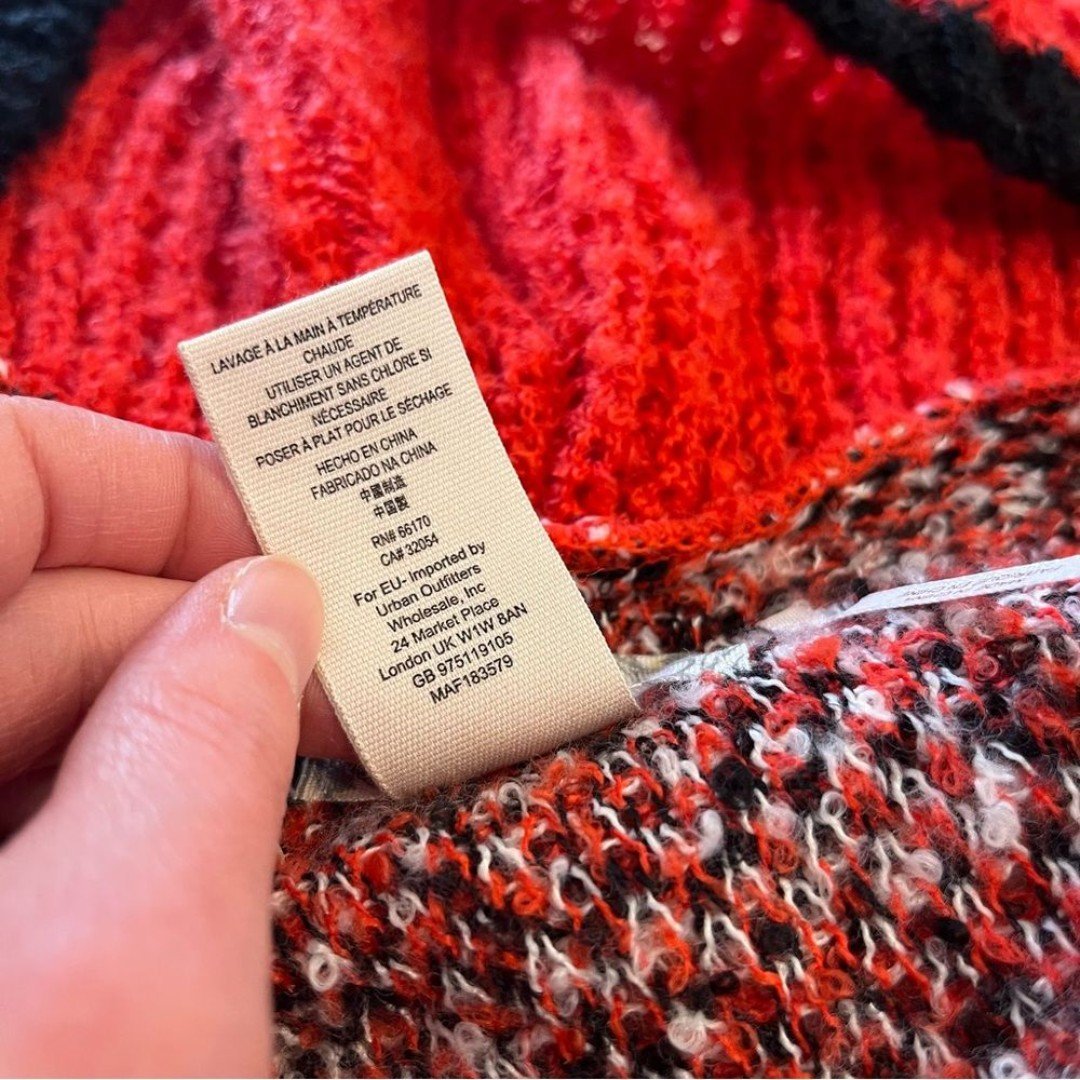 LAVAGE À LA MAIN À TEMPÉRATURE
CHAUDE
UTILISER UN AGENT DE
BLANCHIMENT SANS CHLORE SI
NÉCESSAIRE
POSER À PLAT POUR LE SÉCHAGE
HECHO EN CHINA
FABRICADO NA CHINA
中國制造
中国製
RN# 66170
CA# 32054
For EU- Imported by
Urban Outfitters
Wholesale, Inc
24 Market Place
London UK W1W 8AN
GB 975119105
MAF183579